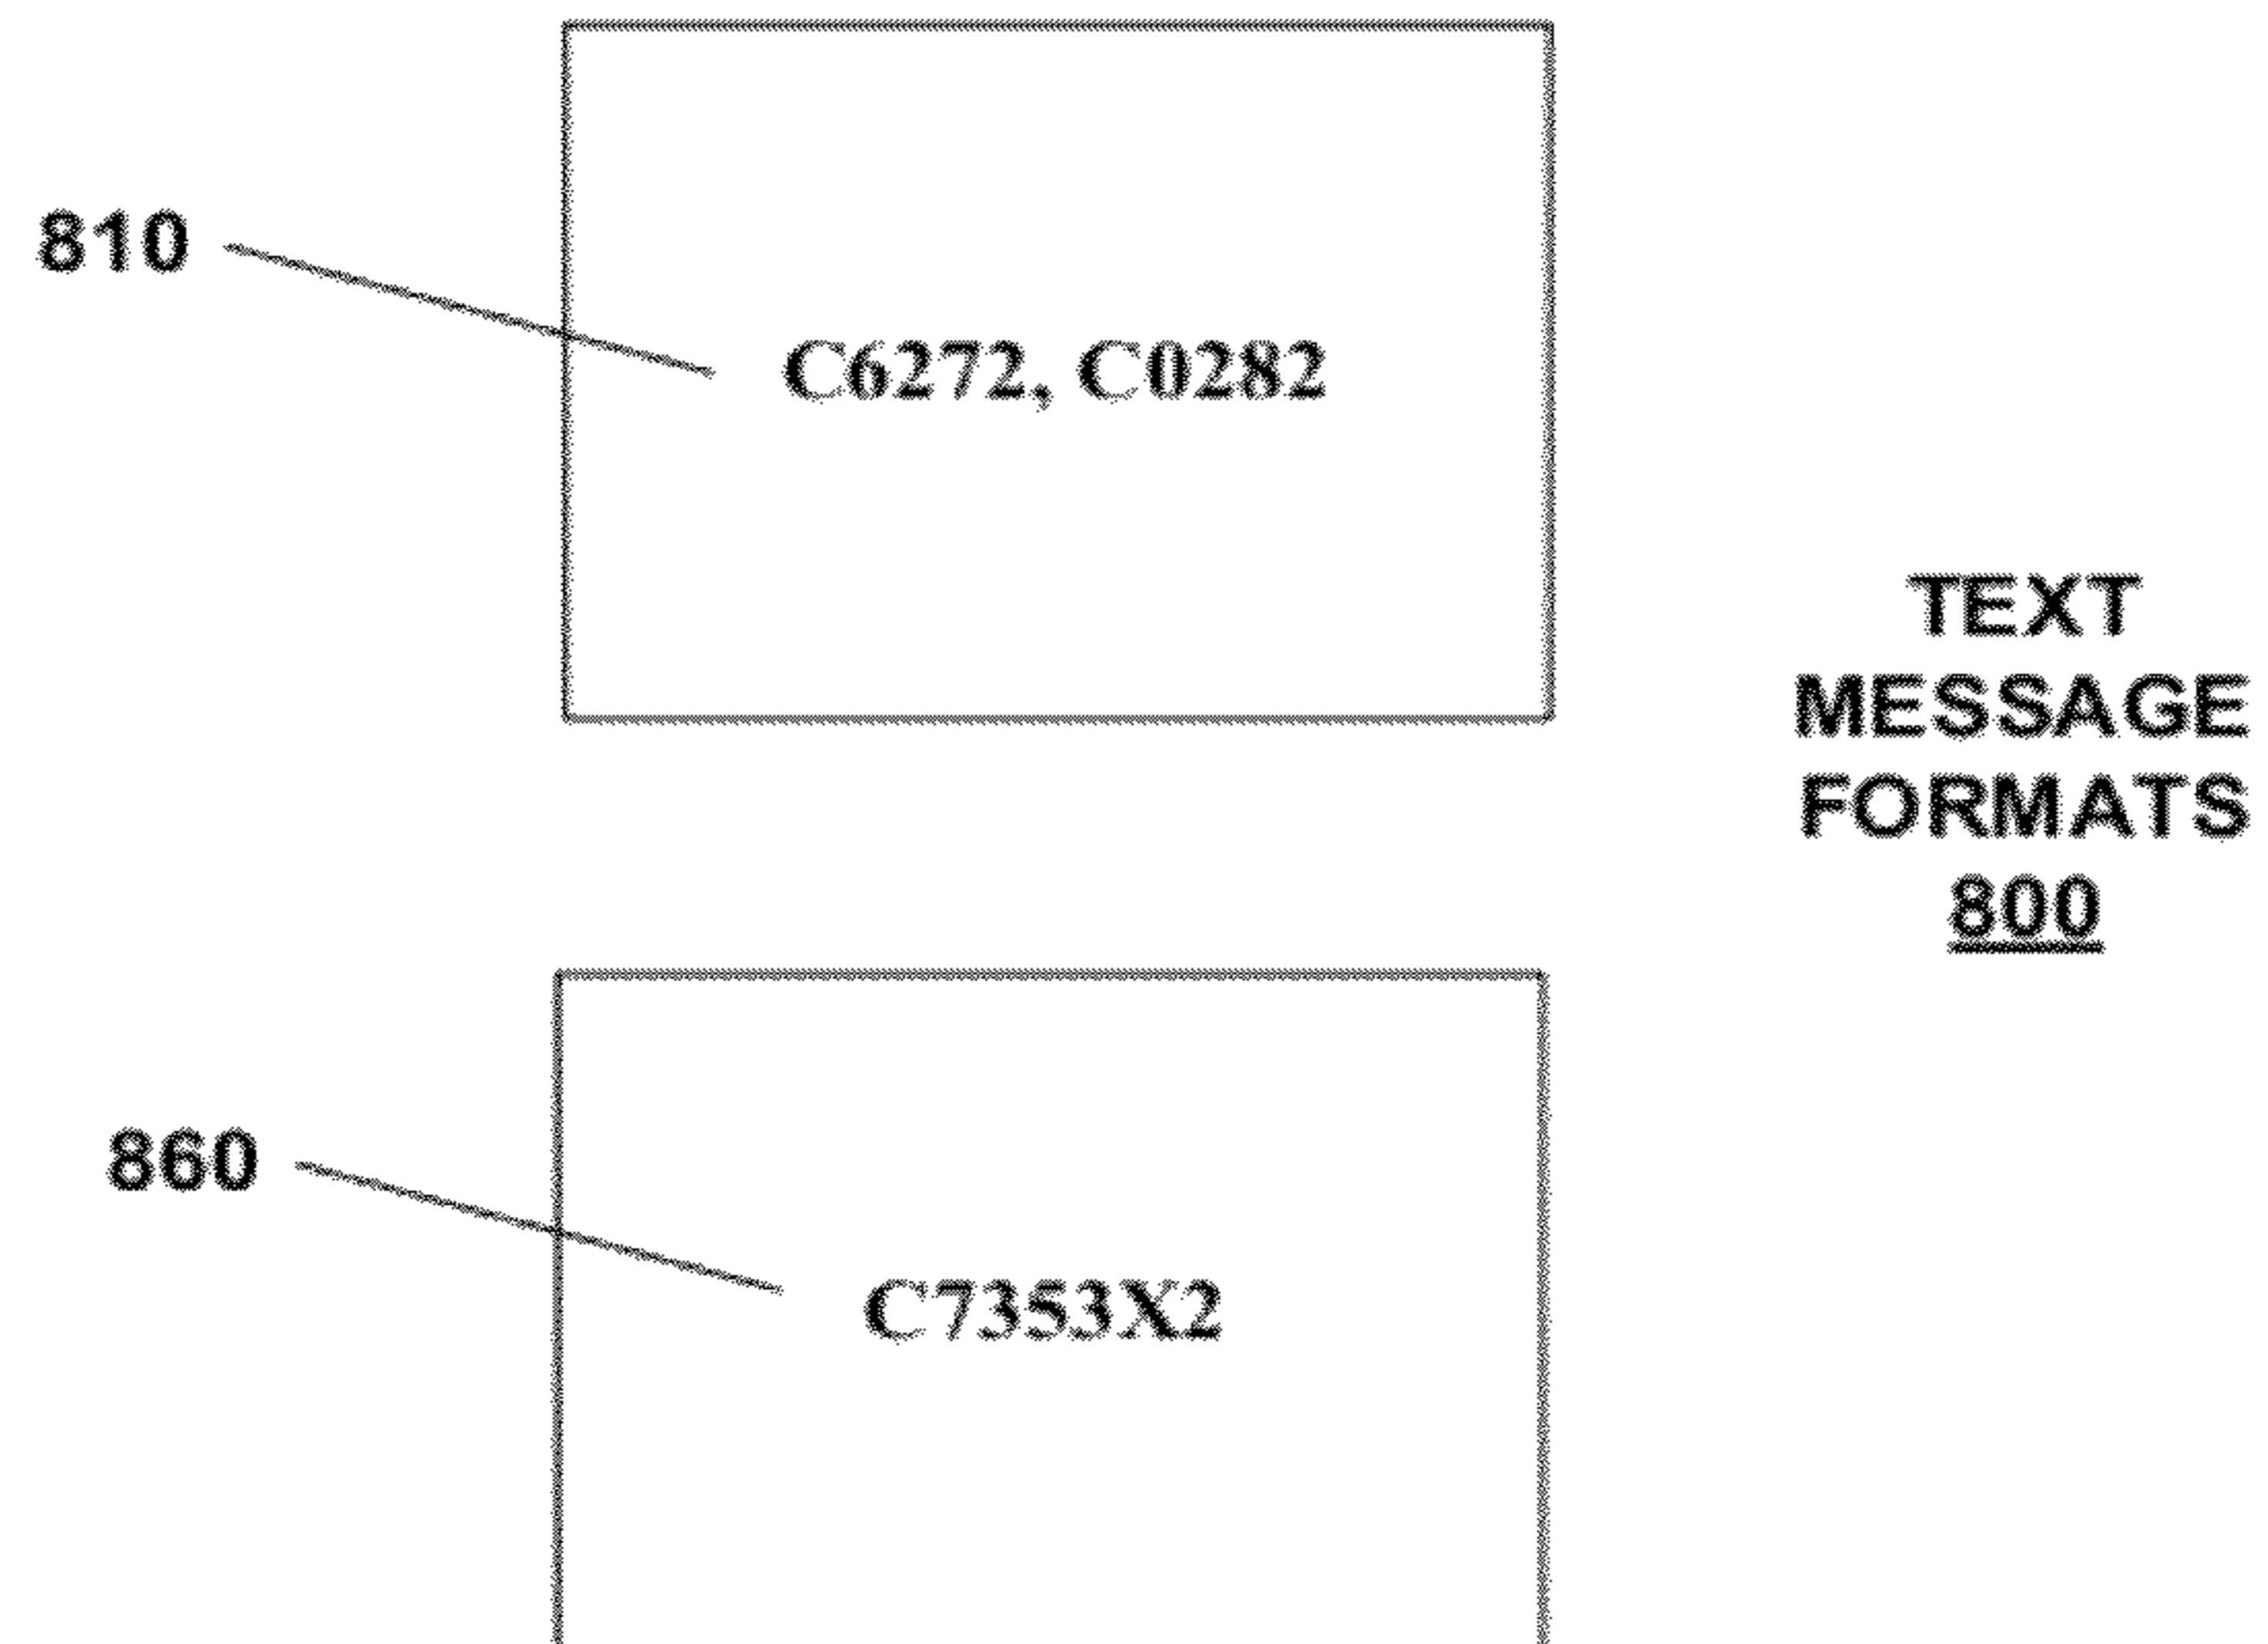 810
C6272, C0282
TEXT
MESSAGE
FORMATS
800
860
C7353X2